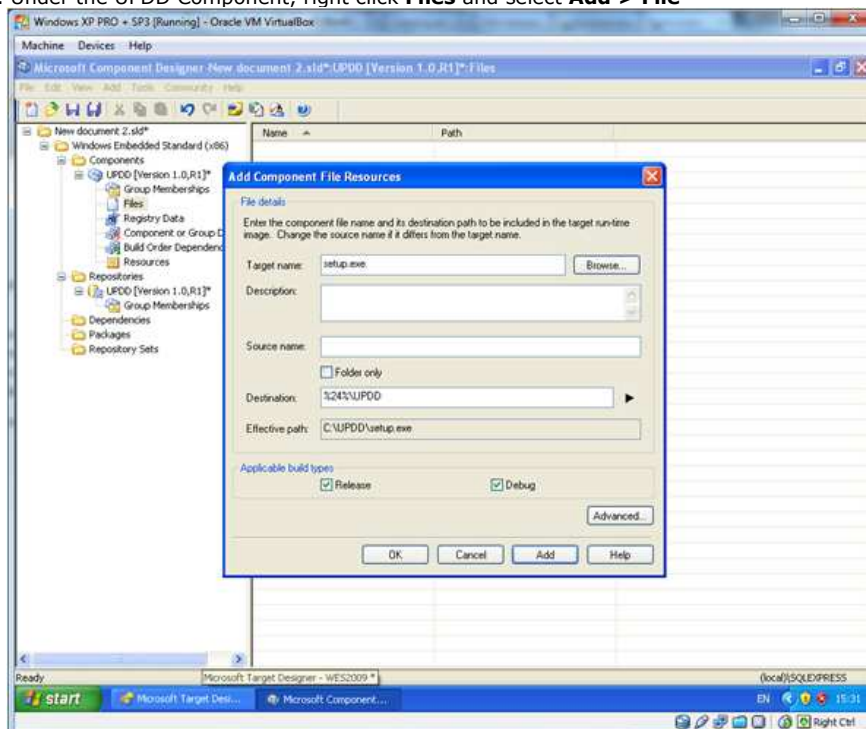 . Under the UPDD Component, right click Files and select Add > File
Windows XP PRO + SP3 [Running] - Oracle VM VirtualBox
Machine Devices Help
Microsoft Component Designer-New document 2.sld*:UPDD [Version 1.0,R1]*:Files
File Edit View Add Tools Community Help
New document 2.sld*
Windows Embedded Standard (x86)
Components
UPDD [Version 1.0,R1]*
Group Memberships
Files
Registry Data
Component or Group D
Build Order Dependenc
Resources
Repositories
UPDD [Version 1.0,R1]*
Group Memberships
Dependencies
Packages
Repository Sets
Name Path
Add Component File Resources
File details
Enter the component file name and its destination path to be included in the target run-time
image. Change the source name if it differs from the target name.
Target name: setup.exe Browse...
Description:
Source name:
Folder only
Destination: %24%\UPDD
Effective path: C:\UPDD\setup.exe
Applicable build types
Release Debug
Advanced...
OK Cancel Add Help
Ready Microsoft Target Designer - WES2009 * (local)\SQLEXPRESS
start Microsoft Target Desi... Microsoft Component... EN 15:31
Right Ctrl